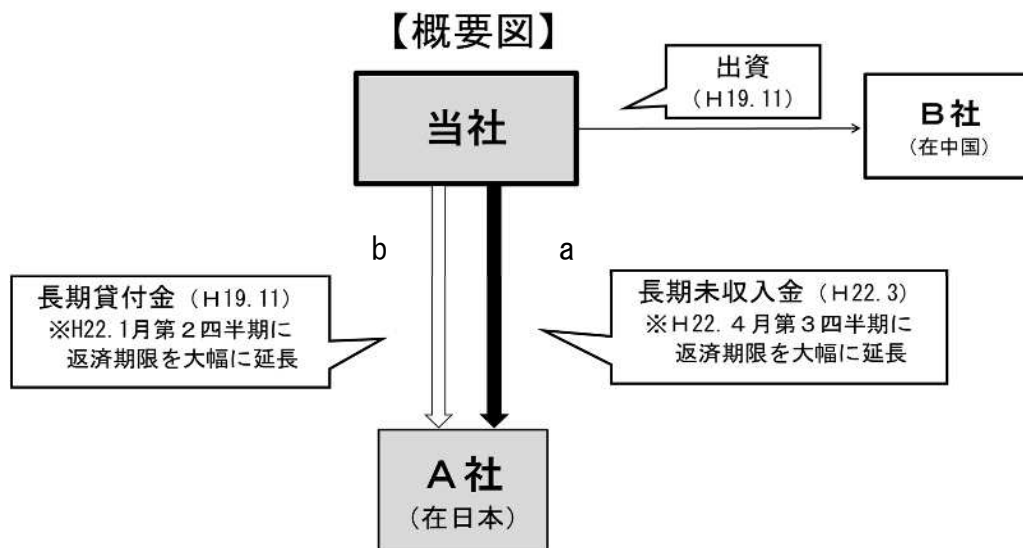 【概要図】
出資
（H19.11）
当社
B社
（在中国）
b
a
長期貸付金（H19.11）
※H22.1月第２四半期に
返済期限を大幅に延長
長期未収入金（H22.3）
※H22.４月第３四半期に
返済期限を大幅に延長
A社
（在日本）